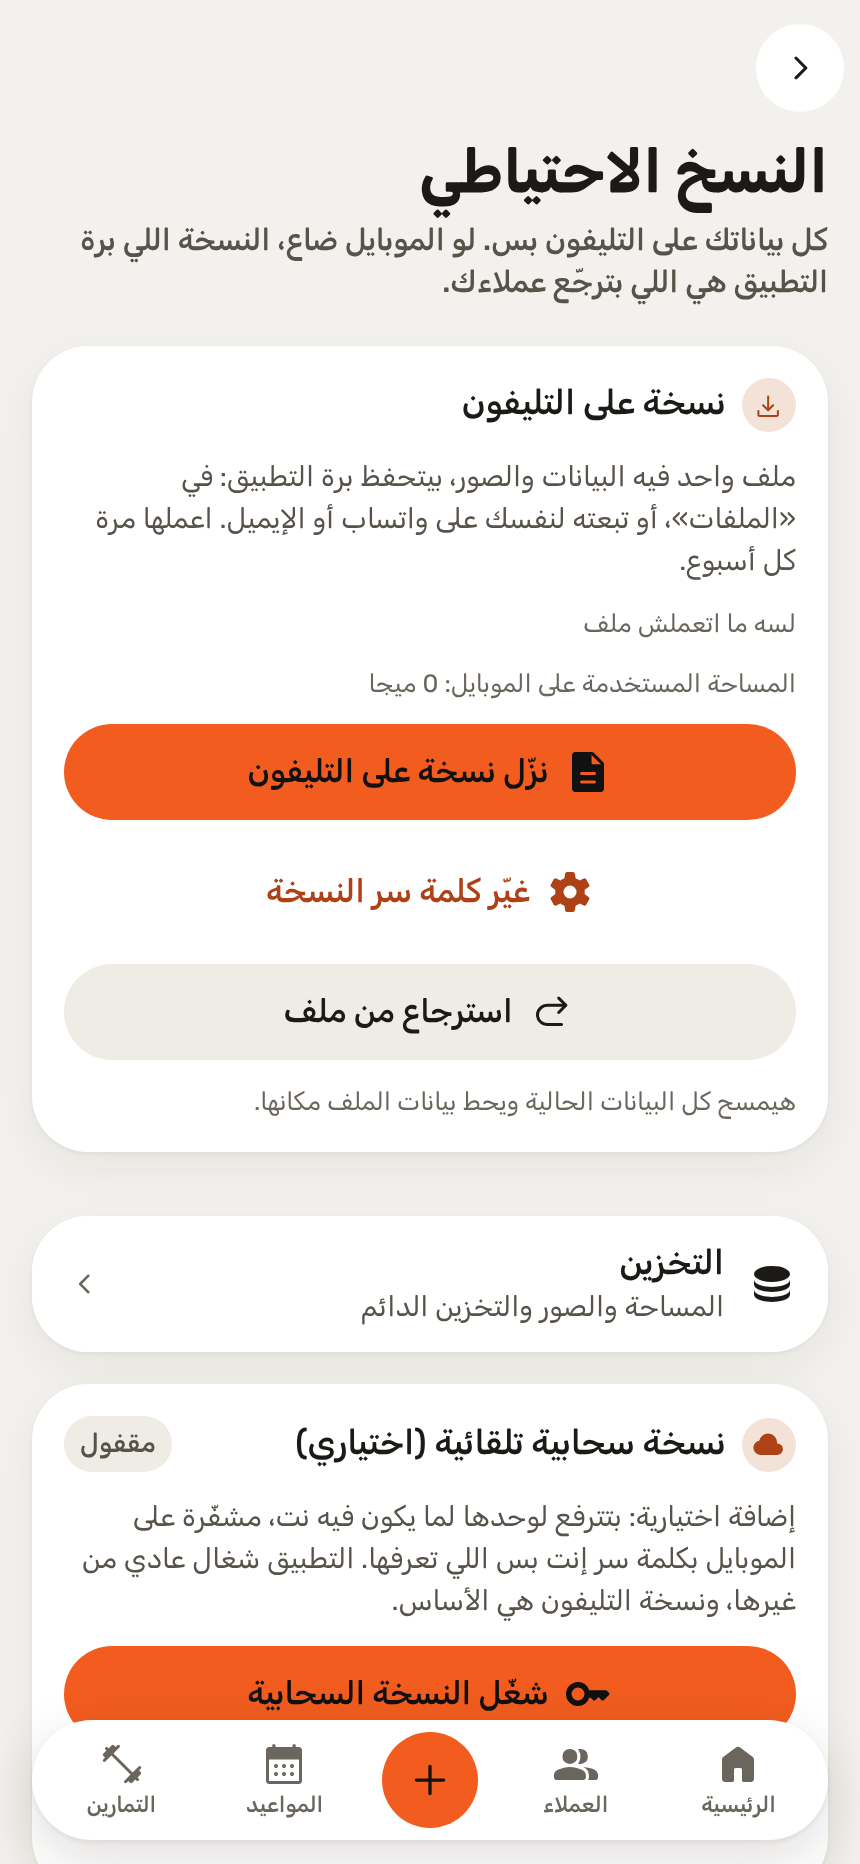 النسخ الاحتياطي
كل بياناتك على التليفون بس. لو الموبايل ضاع، النسخة اللي برة
التطبيق هي اللي بترجّع عملاءك.
نسخة على التليفون
ملف واحد فيه البيانات والصور، بيتحفظ برة التطبيق: في
«الملفات»، أو تبعته لنفسك على واتساب أو الإيميل. اعملها مرة
كل أسبوع.
لسه ما اتعملش ملف
المساحة المستخدمة على الموبايل: 0 ميجا
نزّل نسخة على التليفون
غيّر كلمة سر النسخة
استرجاع من ملف
هيمسح كل البيانات الحالية ويحط بيانات الملف مكانها.
التخزين
المساحة والصور والتخزين الدائم
نسخة سحابية تلقائية (اختياري)
مقفول
إضافة اختيارية: بتترفع لوحدها لما يكون فيه نت، مشفّرة على
الموبايل بكلمة سر إنت بس اللي تعرفها. التطبيق شغال عادي من
غيرها، ونسخة التليفون هي الأساس.
شغّل النسخة السحابية
الرئيسية
العملاء
المواعيد
التمارين